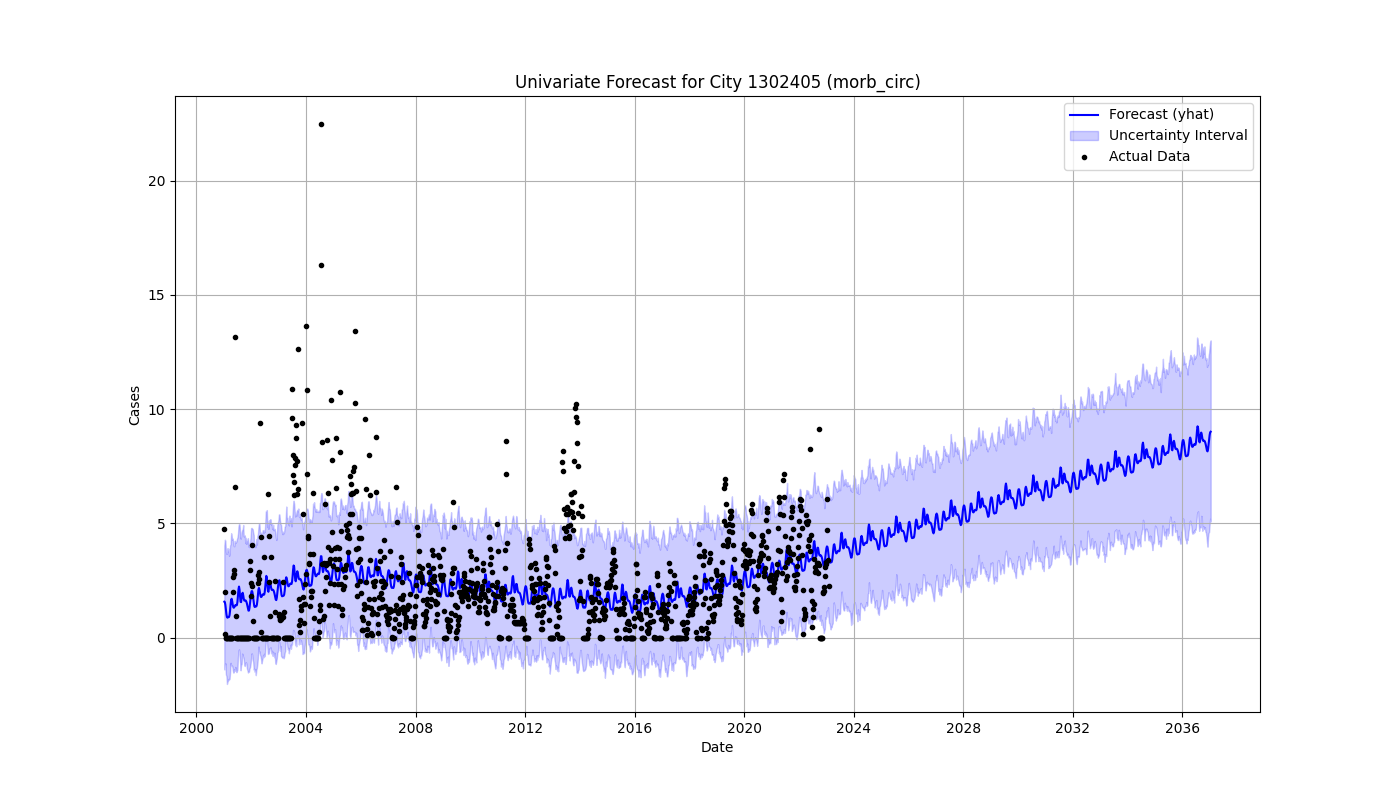 Univariate Forecast for City 1302405 (morb_circ)
Forecast (yhat)
Uncertainty Interval
Actual Data
Cases
20
15
10
5
0
2000 2004 2008 2012 2016 2020 2024 2028 2032 2036
Date